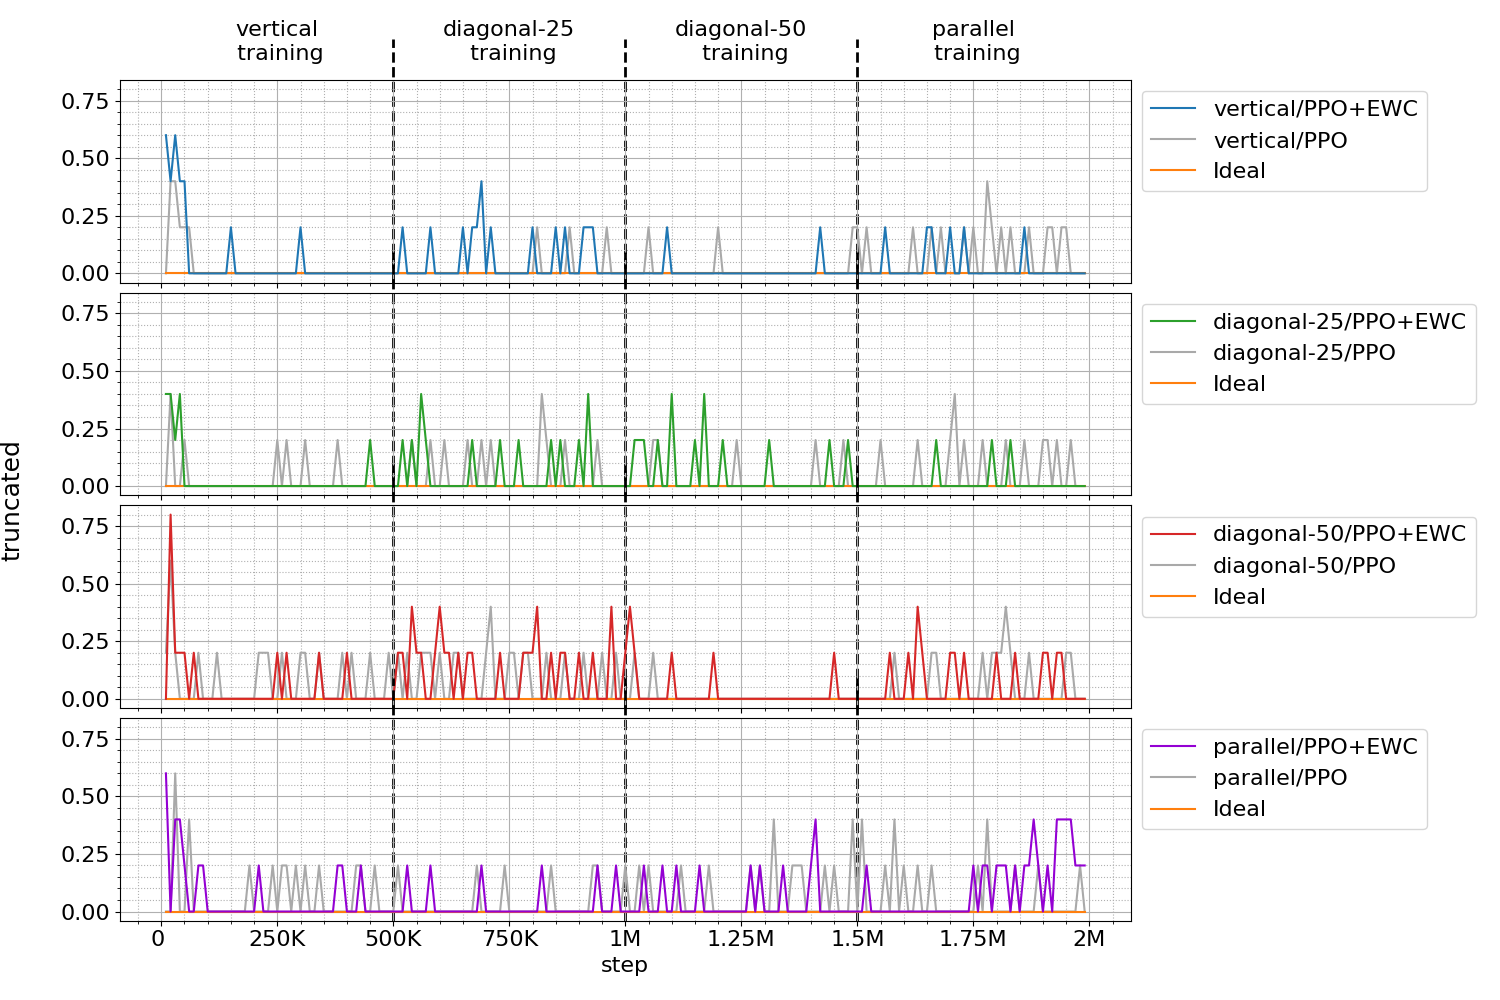 vertical
training
diagonal-25
training
diagonal-50
training
parallel
training
0.75
0.50
0.25
0.00
vertical/PPO+EWC
vertical/PPO
Ideal
0.75
0.50
0.25
0.00
diagonal-25/PPO+EWC
diagonal-25/PPO
Ideal
truncated
0.75
0.50
0.25
0.00
diagonal-50/PPO+EWC
diagonal-50/PPO
Ideal
0.75
0.50
0.25
0.00
parallel/PPO+EWC
parallel/PPO
Ideal
0 250K 500K 750K 1M 1.25M 1.5M 1.75M 2M
step